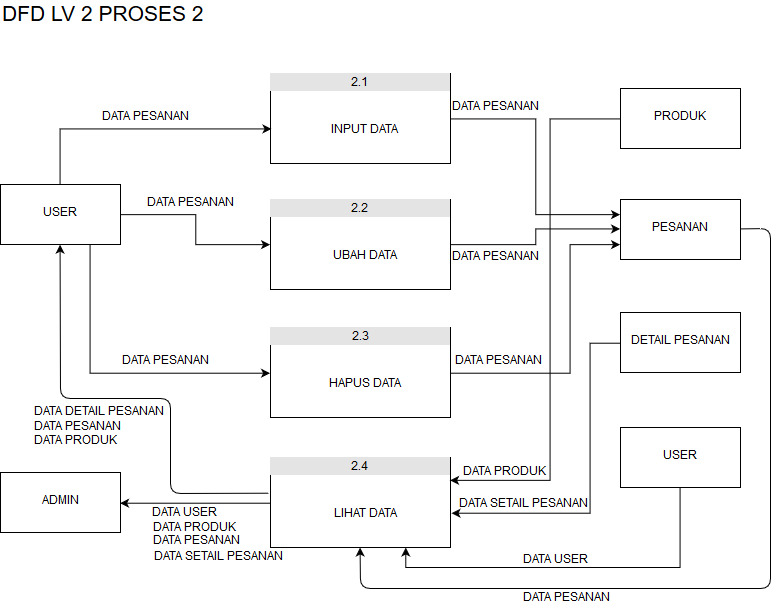 DFD LV 2 PROSES 2
2.1
DATA PESANAN
INPUT DATA
DATA PESANAN
PRODUK
2.2
DATA PESANAN
USER
UBAH DATA
DATA PESANAN
PESANAN
2.3
DATA PESANAN
HAPUS DATA
DATA PESANAN
DETAIL PESANAN
DATA DETAIL PESANAN
DATA PESANAN
DATA PRODUK
2.4
DATA PRODUK
USER
ADMIN
LIHAT DATA
DATA SETAIL PESANAN
DATA USER
DATA PRODUK
DATA PESANAN
DATA SETAIL PESANAN
DATA USER
DATA PESANAN